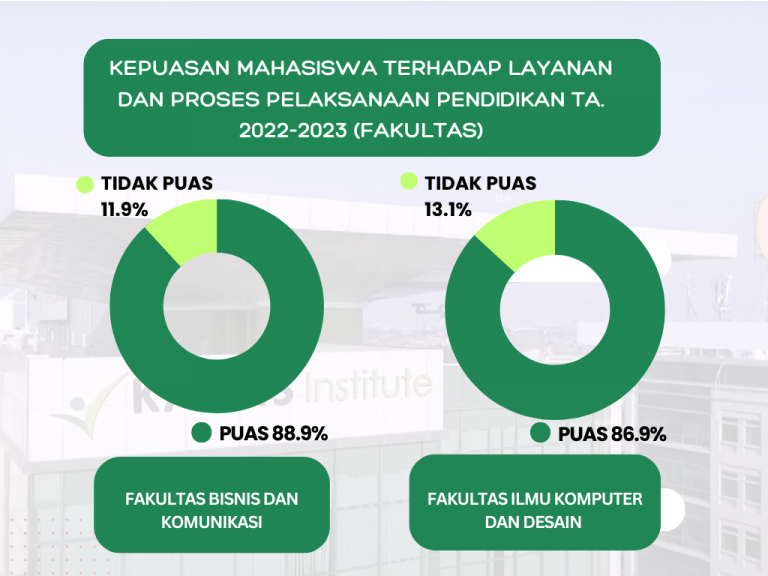 KEPUASAN MAHASISWA TERHADAP LAYANAN
DAN PROSES PELAKSANAAN PENDIDIKAN TA.
2022-2023 (FAKULTAS)
TIDAK PUAS
11.9%
TIDAK PUAS
13.1%
Institute
PUAS 88.9%
PUAS 86.9%
FAKULTAS BISNIS DAN
KOMUNIKASI
FAKULTAS ILMU KOMPUTER
DAN DESAIN